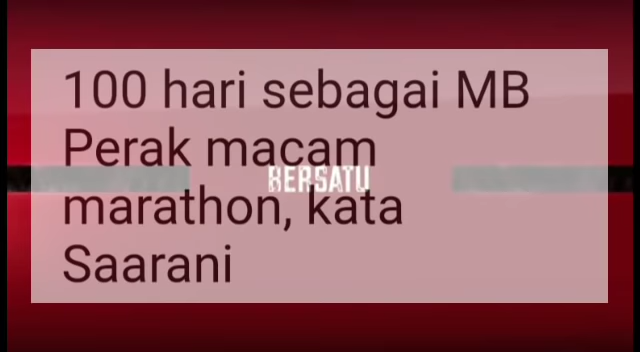 100 hari sebagai MB
Perak macam
BERSATU
marathon, kata
Saarani